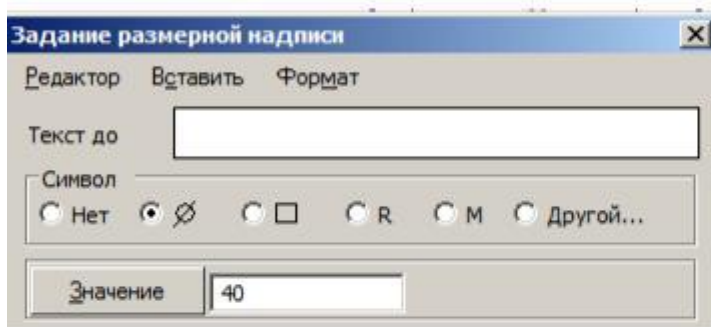 Задание размерной надписи
Редактор Вставить Формат
Текст до
Символ
Нет Ø □ R M Другой...
Значение 40